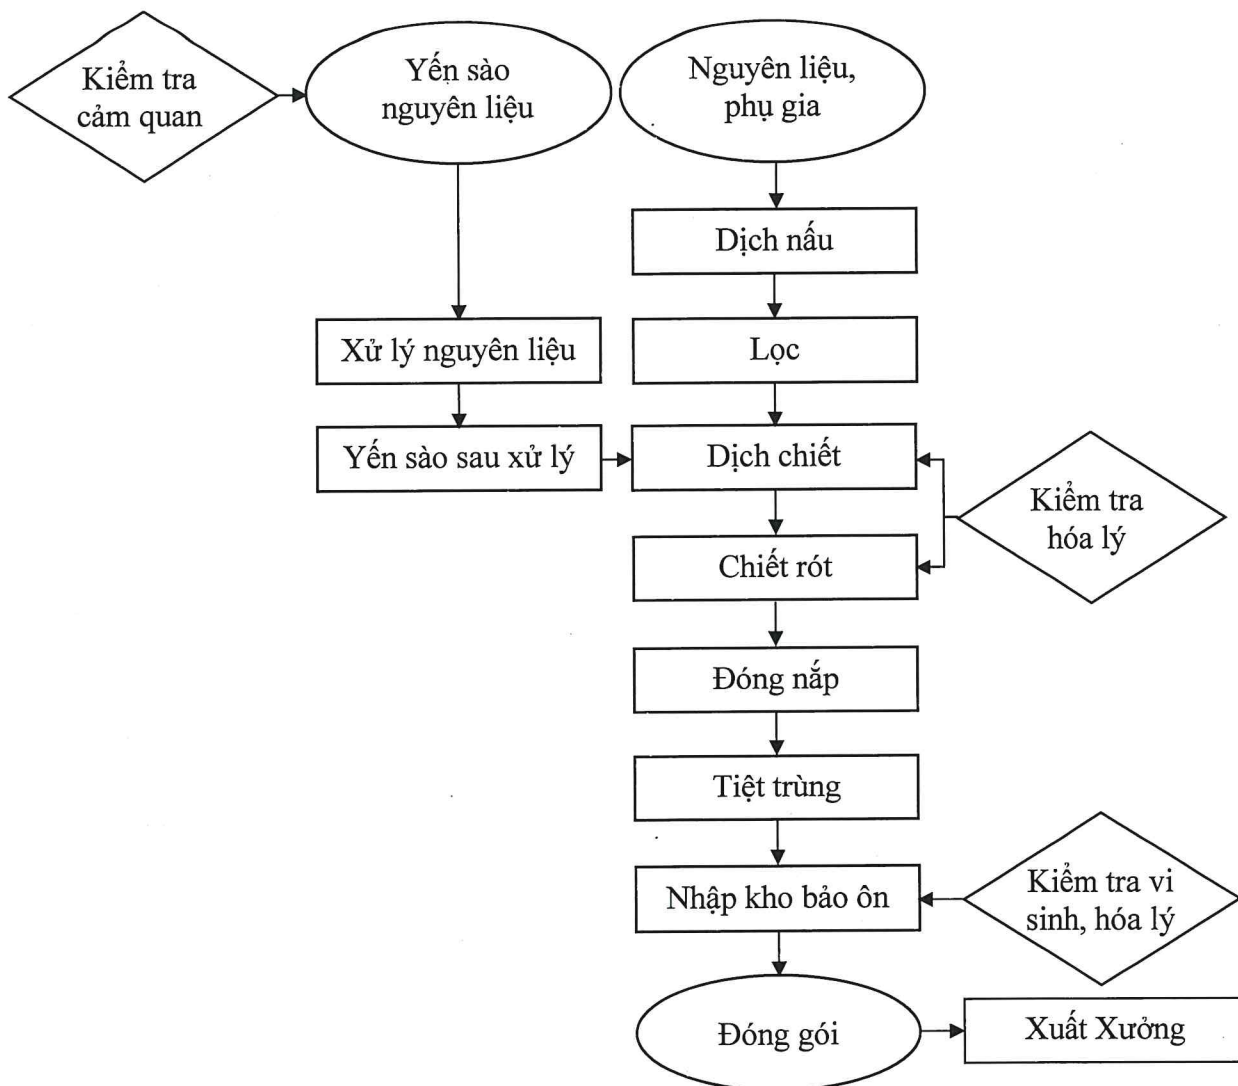 Kiểm tra
cảm quan
Yến sào
nguyên liệu
Nguyên liệu,
phụ gia
Dịch nấu
Xử lý nguyên liệu
Lọc
Yến sào sau xử lý
Dịch chiết
Kiểm tra
hóa lý
Chiết rót
Đóng nắp
Tiệt trùng
Nhập kho bảo ôn
Kiểm tra vi
sinh, hóa lý
Đóng gói
Xuất Xưởng